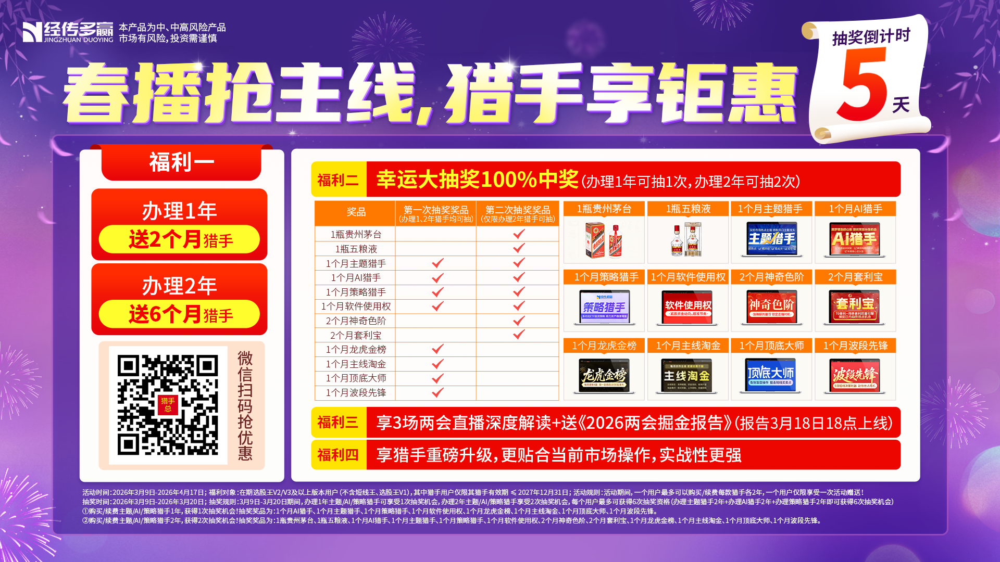 经传多赢
JINGZHUAN DUOYING
本产品为中、中高风险产品
市场有风险,投资需谨慎
春播抢主线,猎手享钜惠
抽奖倒计时
5天
福利一
办理1年
送2个月猎手
办理2年
送6个月猎手
猎手
总
微信扫码抢优惠
福利二
幸运大抽奖100%中奖(办理1年可抽1次,办理2年可抽2次)
奖品 第一次抽奖奖品 第二次抽奖奖品
(办理1、2年猎手均可抽) (仅限办理2年猎手可抽)
1瓶贵州茅台
1瓶五粮液
1个月主题猎手
1个月AI猎手
1个月策略猎手
1个月软件使用权
2个月神奇色阶
2个月套利宝
1个月龙虎金榜
1个月主线淘金
1个月顶底大师
1个月波段先锋
1瓶贵州茅台 1瓶五粮液 1个月主题猎手 1个月AI猎手
主题猎手 Ai猎手
1个月策略猎手 1个月软件使用权 2个月神奇色阶 2个月套利宝
经传多赢
策略猎手 软件使用权 神奇色阶 套利宝
紧跟资金动向,踏准节奏
1个月龙虎金榜 1个月主线淘金 1个月顶底大师 1个月波段先锋
龙虎金榜 主线淘金 顶底大师 波段先锋
福利三
享3场两会直播深度解读+送《2026两会掘金报告》(报告3月18日18点上线)
福利四
享猎手重磅升级,更贴合当前市场操作,实战性更强
活动时间:2026年3月9日-2026年4月17日; 福利对象:在期选股王V2/V3及以上版本用户(不含短线王、选股王V1),其中猎手用户仅限其猎手有效期 ≤ 2027年12月31日; 活动规则:活动期间,一个用户最多可以购买/续费每款猎手各2年,一个用户仅限享受一次活动赠送!
抽奖时间:2026年3月9日-2026年3月20日; 抽奖规则:3月9日-3月20日期间,办理1年主题/AI/策略猎手可享受1次抽奖机会,办理2年主题/AI/策略猎手享受2次抽奖机会,每个用户最多可获得6次抽奖资格(办理主题猎手2年+办理AI猎手2年+办理策略猎手2年即可获得6次抽奖机会)
①购买/续费主题/AI/策略猎手1年,获得1次抽奖机会!抽奖奖品为:1个月AI猎手、1个月主题猎手、1个月策略猎手、1个月软件使用权、1个月龙虎金榜、1个月主线淘金、1个月顶底大师、1个月波段先锋。
②购买/续费主题/AI/策略猎手2年,获得2次抽奖机会!抽奖奖品为:1瓶贵州茅台、1瓶五粮液、1个月AI猎手、1个月主题猎手、1个月策略猎手、1个月软件使用权、2个月神奇色阶、2个月套利宝、1个月龙虎金榜、1个月主线淘金、1个月顶底大师、1个月波段先锋。